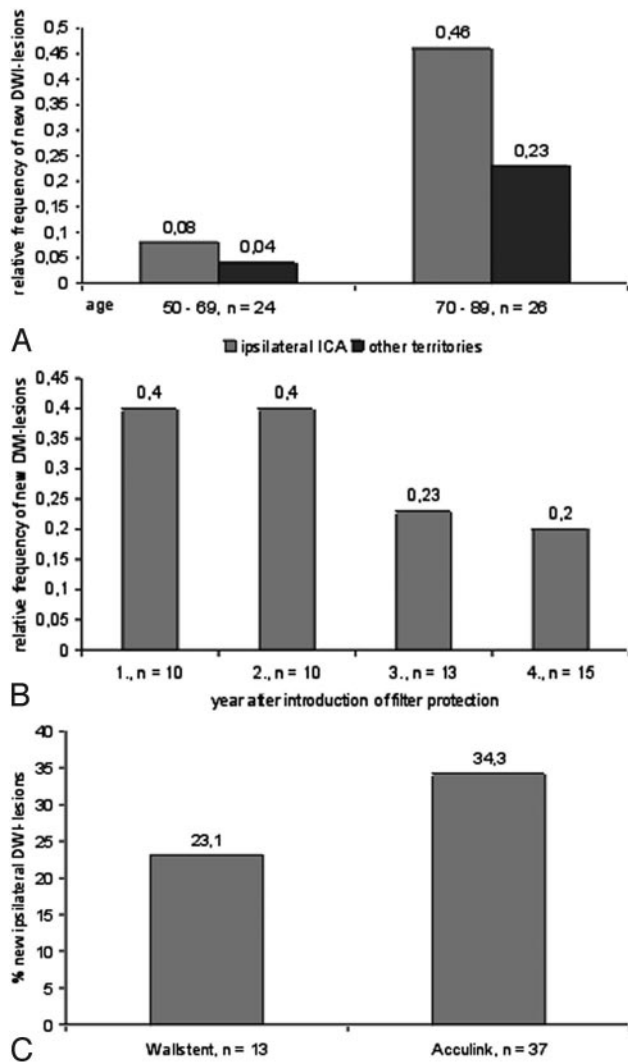 relative frequency of new DWI-lesions
0,5
0,45
0,4
0,35
0,3
0,25
0,2
0,15
0,1
0,05
0
0,08
0,04
0,46
0,23
age
50 - 69, n = 24
70 - 89, n = 26
A
ipsilateral ICA
other territories
relative frequency of new DWI-lesions
0,45
0,4
0,35
0,3
0,25
0,2
0,15
0,1
0,05
0
0,4
0,4
0,23
0,2
1., n = 10
2., n = 10
3., n = 13
4., n = 15
B
year after introduction of filter protection
% new ipsilateral DWI-lesions
40
35
30
25
20
15
10
5
0
23,1
34,3
C
Wallstent, n = 13
Acculink, n = 37